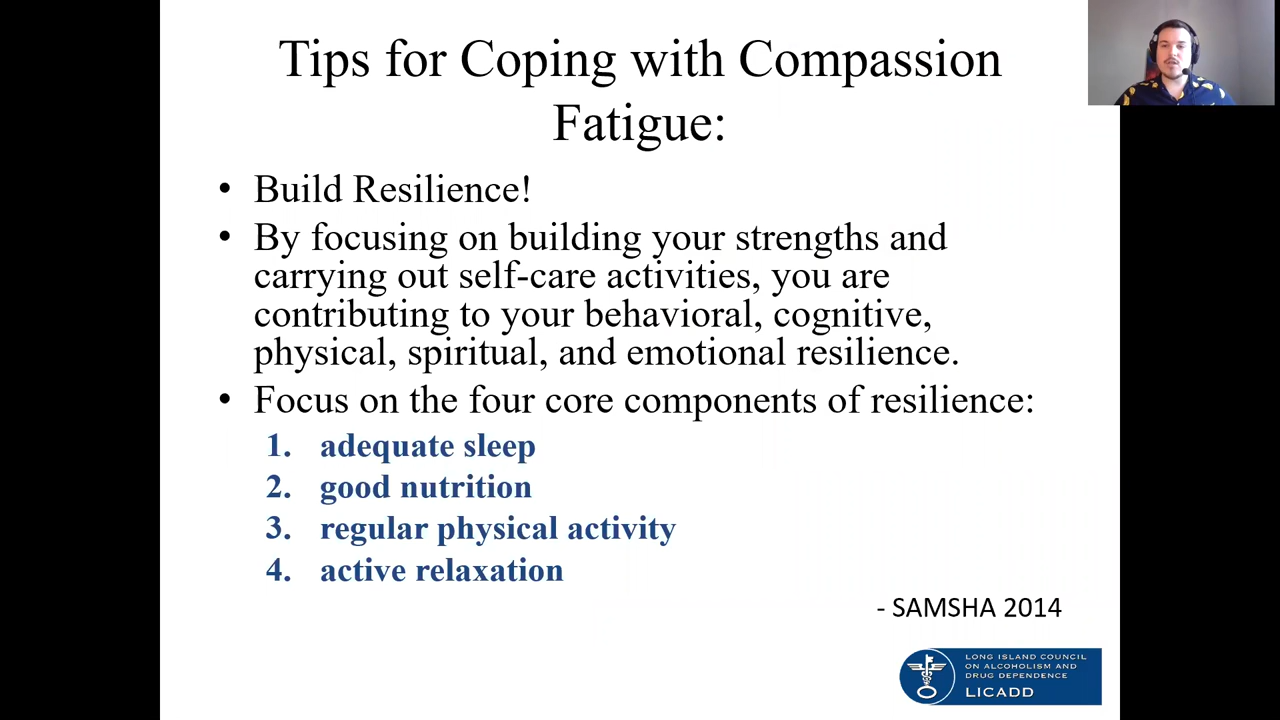 Tips for Coping with Compassion
Fatigue:
• Build Resilience!
• By focusing on building your strengths and
carrying out self-care activities, you are
contributing to your behavioral, cognitive,
physical, spiritual, and emotional resilience.
• Focus on the four core components of resilience:
1. adequate sleep
2. good nutrition
3. regular physical activity
4. active relaxation
- SAMSHA 2014
LONG ISLAND COUNCIL
ON ALCOHOLISM AND
DRUG DEPENDENCE
LICADD